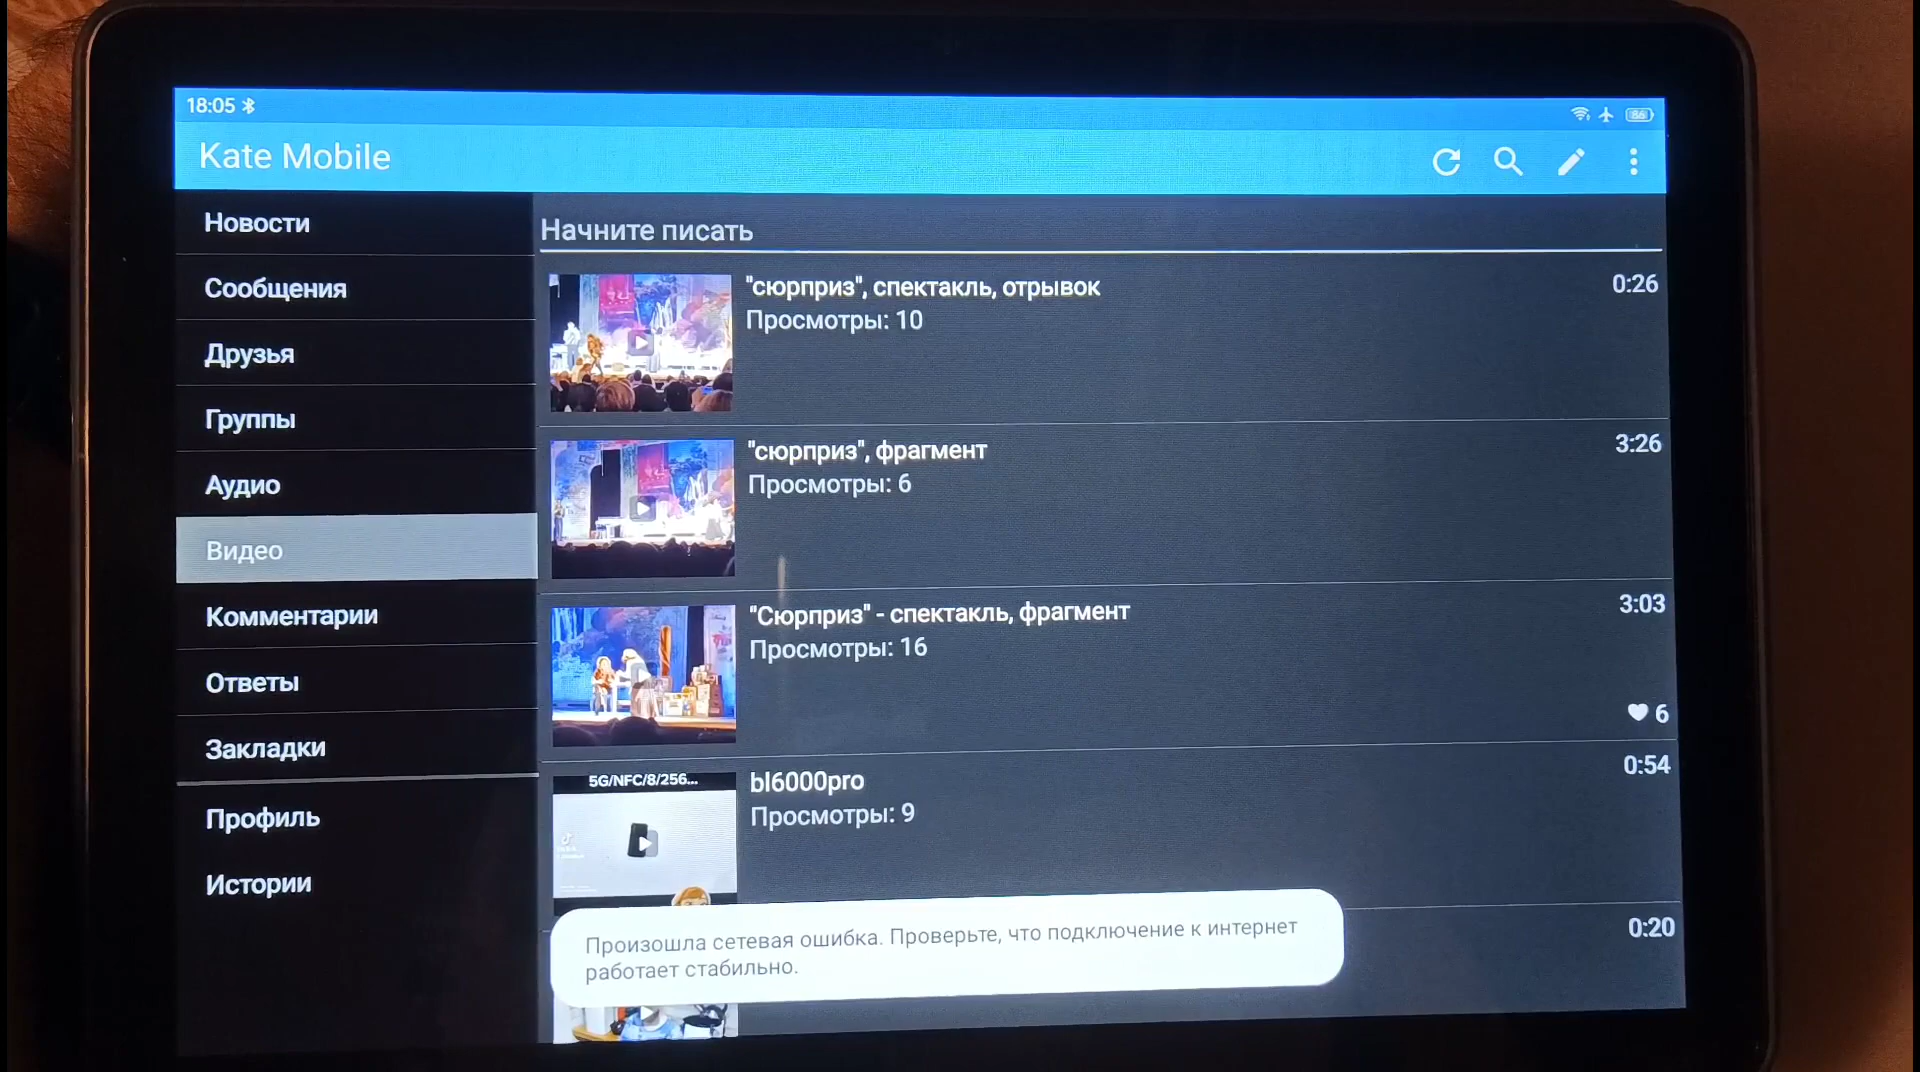 18:05
86
Kate Mobile
Новости
Сообщения
Друзья
Группы
Аудио
Видео
Комментарии
Ответы
Закладки
Профиль
Истории
Начните писать
"сюрприз", спектакль, отрывок
0:26
Просмотры: 10
"сюрприз", фрагмент
3:26
Просмотры: 6
"Сюрприз" - спектакль, фрагмент
3:03
Просмотры: 16
6
5G/NFC/8/256...
bl6000pro
0:54
Просмотры: 9
0:20
Произошла сетевая ошибка. Проверьте, что подключение к интернет
работает стабильно.